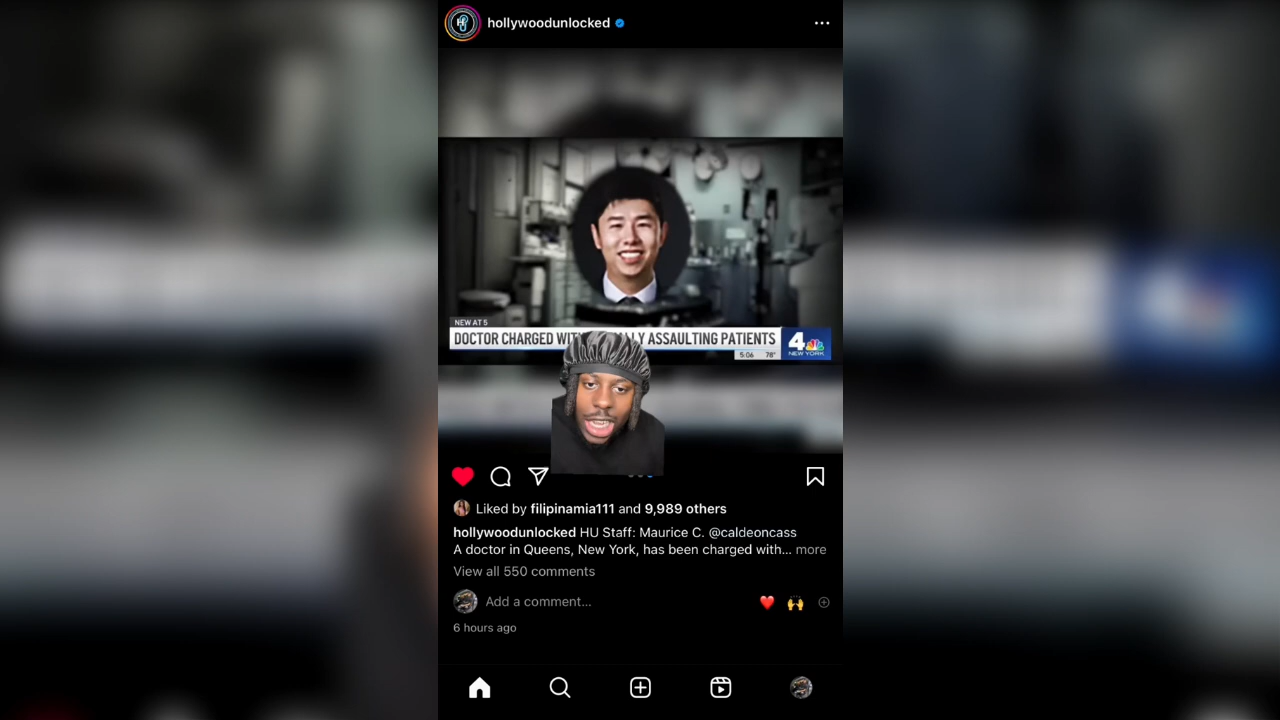 hollywoodunlocked
NEW AT 5
DOCTOR CHARGED WITH ASSAULTING PATIENTS
4
NEW YORK
5:06 78°
Liked by filipinamia111 and 9,989 others
hollywoodunlocked HU Staff: Maurice C. @caldeoncass
A doctor in Queens, New York, has been charged with... more
View all 550 comments
Add a comment...
6 hours ago